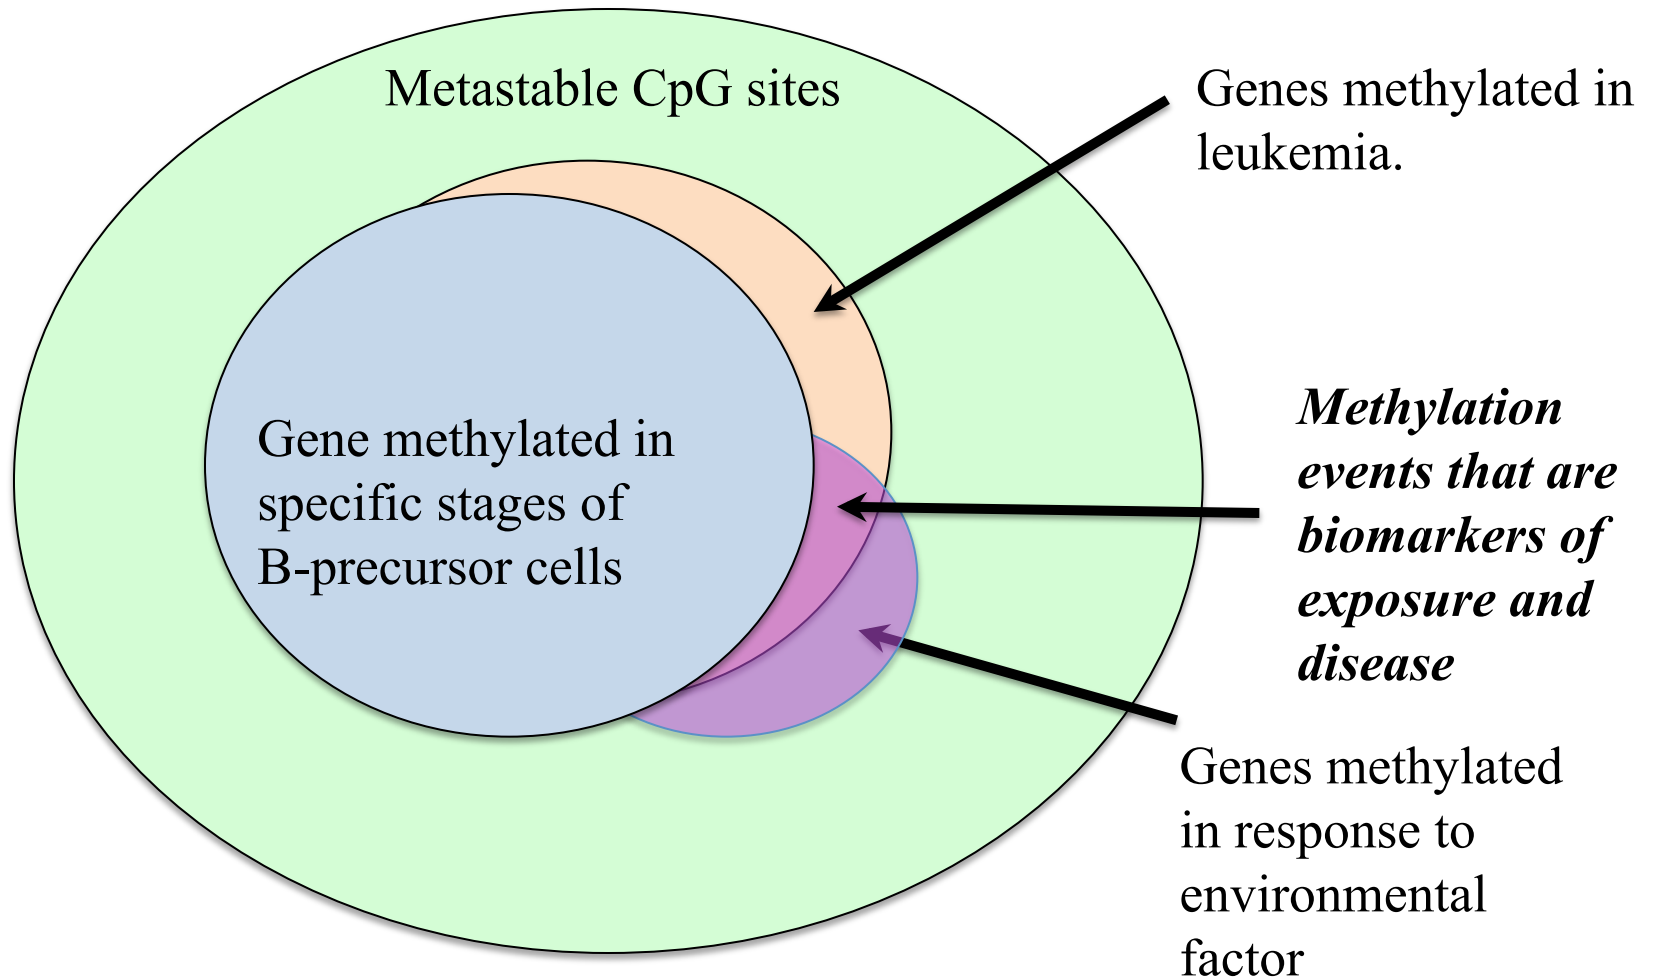 Metastable CpG sites
Genes methylated in
leukemia.
Gene methylated in
specific stages of
B-precursor cells
Methylation
events that are
biomarkers of
exposure and
disease
Genes methylated
in response to
environmental
factor